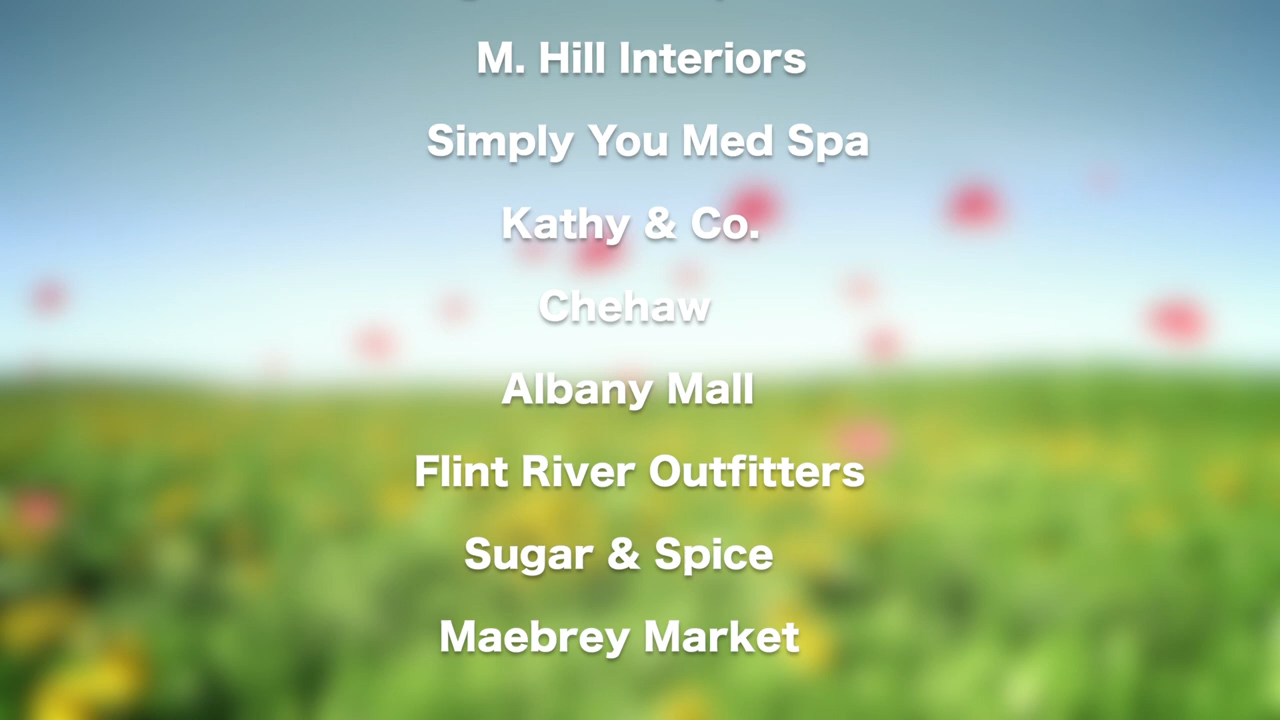 M. Hill Interiors
Simply You Med Spa
Kathy & Co.
Chehaw
Albany Mall
Flint River Outfitters
Sugar & Spice
Maebrey Market